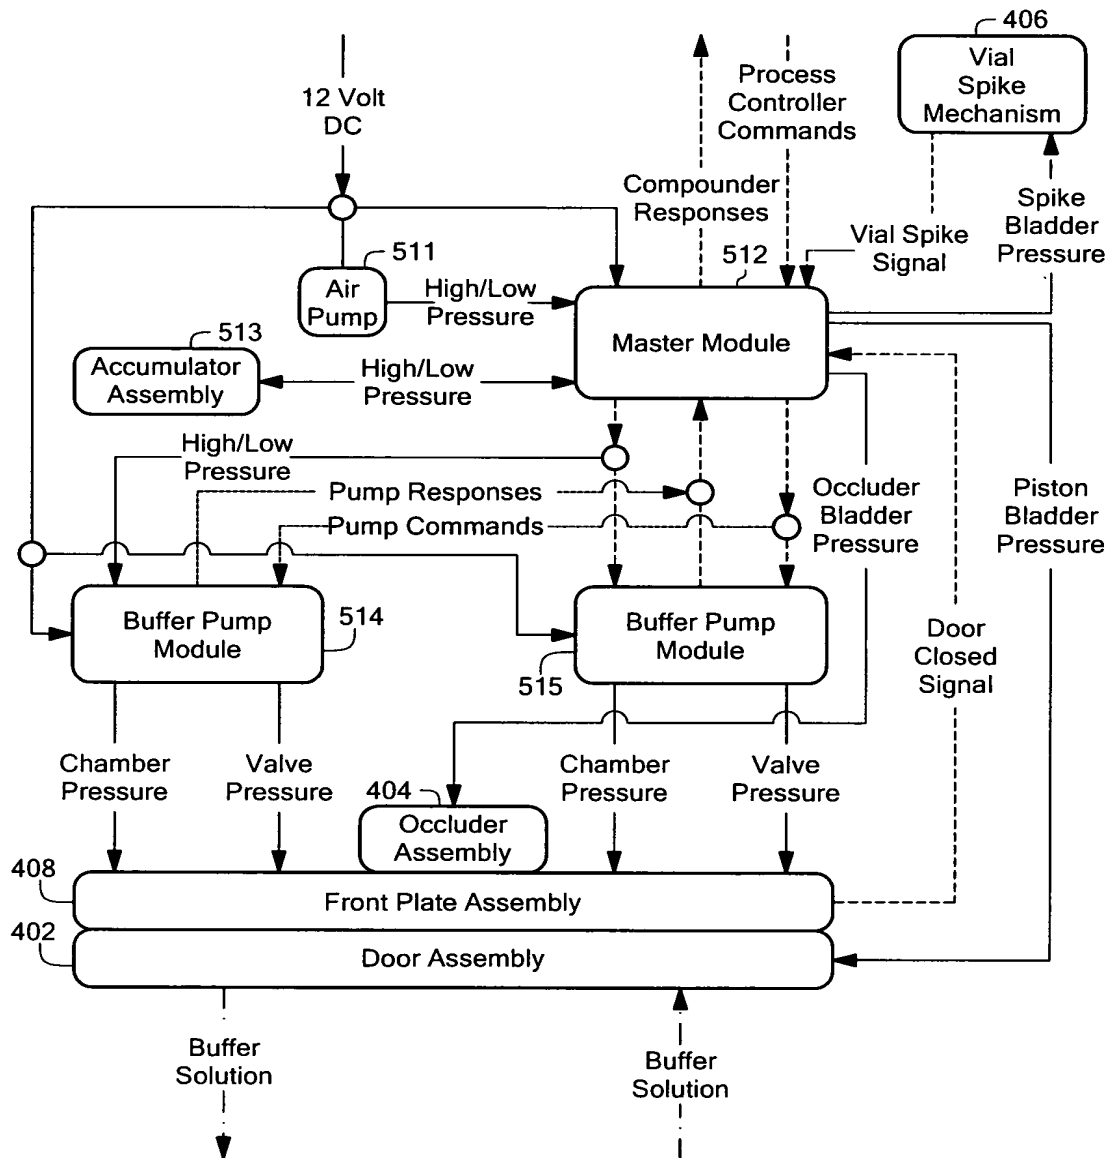 406
Vial
Spike
Mechanism
12 Volt
DC
Process
Controller
Commands
Compounder
Responses
Spike
Bladder
Pressure
Vial Spike
Signal
511
512
Air
Pump
High/Low
Pressure
Master Module
513
Accumulator
Assembly
High/Low
Pressure
High/Low
Pressure
Pump Responses
Pump Commands
Occluder
Bladder
Pressure
Piston
Bladder
Pressure
Buffer Pump
Module
514
Buffer Pump
Module
515
Door
Closed
Signal
Chamber
Pressure
Valve
Pressure
Chamber
Pressure
Valve
Pressure
404
Occluder
Assembly
408
Front Plate Assembly
402
Door Assembly
Buffer
Solution
Buffer
Solution